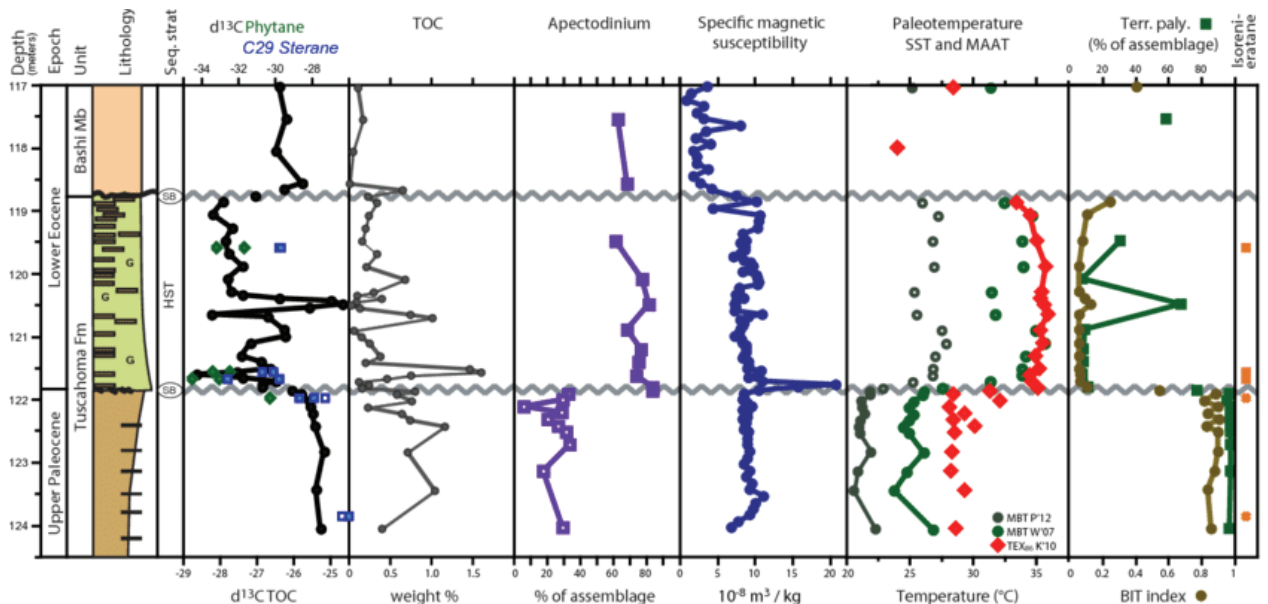 Depth
(meters)
Epoch
Unit
Lithology
Seq. strat
d¹³C Phytane
C29 Sterane
-34 -32 -30 -28
TOC
Apectodinium
Specific magnetic
susceptibility
Paleotemperature
SST and MAAT
Terr. paly.
(% of assemblage)
0 20 40 60 80
Isoreni-
eratane
117
118
119
120
121
122
123
124
Lower Eocene
Upper Paleocene
Bashi Mb
Tuscahoma Fm
G
G
G
SB
HST
SB
MBT P'12
MBT W'07
TEX₈₆ K'10
-29 -28 -27 -26 -25
d¹³C TOC
0 0.5 1.0 1.5
weight %
0 20 40 60 80
% of assemblage
0 5 10 15 20
10⁻⁸ m³ / kg
20 25 30 35
Temperature (°C)
0 0.2 0.4 0.6 0.8 1
BIT index